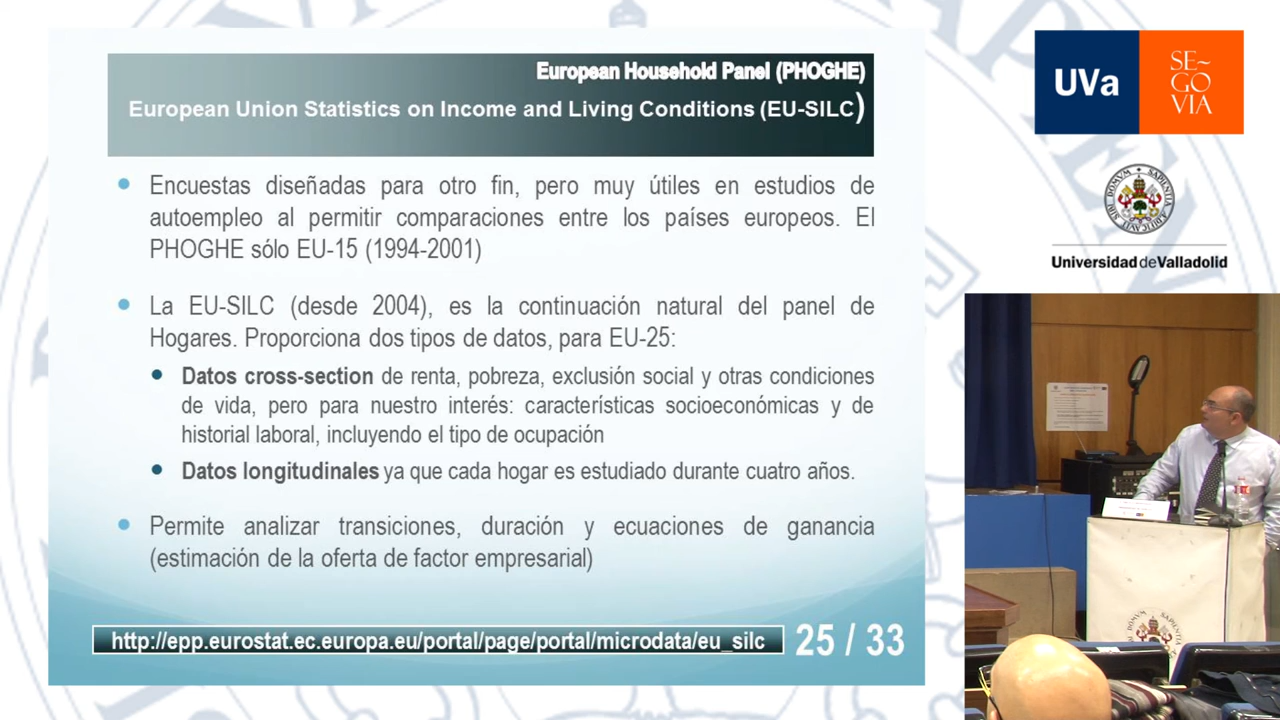 European Household Panel (PHOGHE)
European Union Statistics on Income and Living Conditions (EU-SILC)
Encuestas diseñadas para otro fin, pero muy útiles en estudios de
autoempleo al permitir comparaciones entre los países europeos. El
PHOGHE sólo EU-15 (1994-2001)
La EU-SILC (desde 2004), es la continuación natural del panel de
Hogares. Proporciona dos tipos de datos, para EU-25:
Datos cross-section de renta, pobreza, exclusión social y otras condiciones
de vida, pero para nuestro interés: características socioeconómicas y de
historial laboral, incluyendo el tipo de ocupación
Datos longitudinales ya que cada hogar es estudiado durante cuatro años.
Permite analizar transiciones, duración y ecuaciones de ganancia
(estimación de la oferta de factor empresarial)
http://epp.eurostat.ec.europa.eu/portal/page/portal/microdata/eu_silc
25 / 33
UVa
SE~
GO
VIA
Universidad de Valladolid